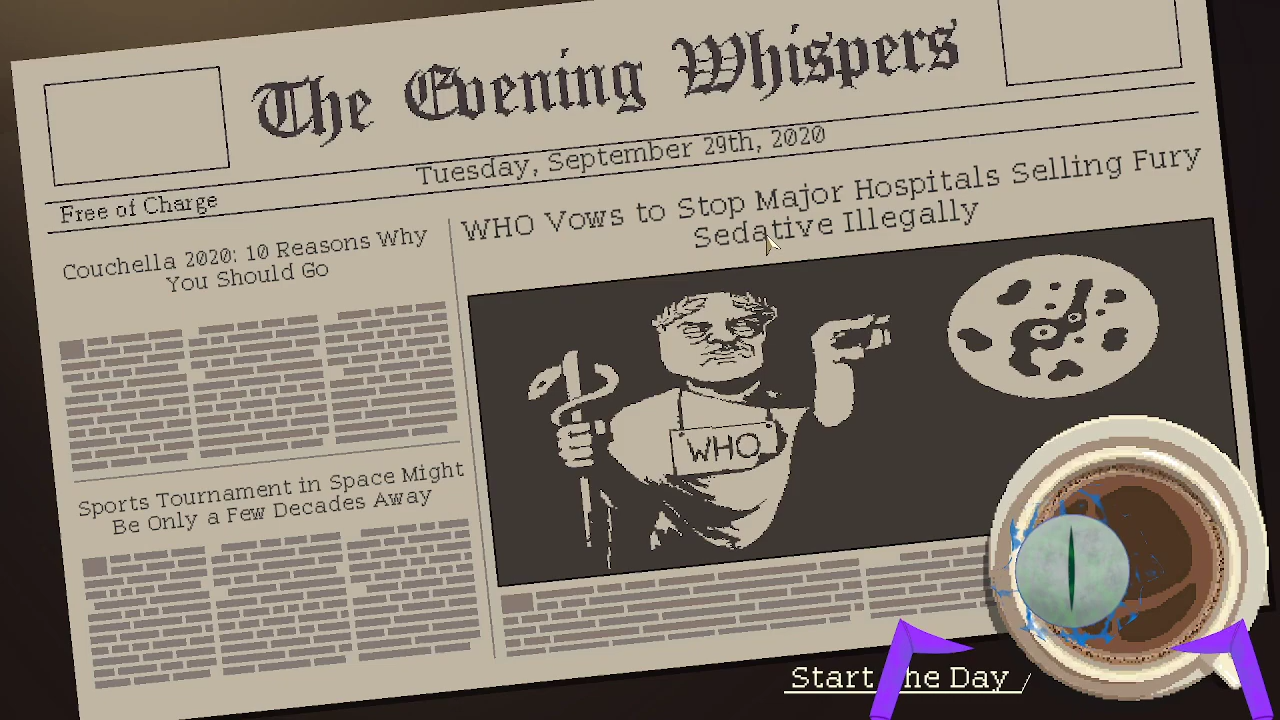 The Evening Whispers
Tuesday, September 29th, 2020
Free of Charge
Couchella 2020: 10 Reasons Why
You Should Go
WHO Vows to Stop Major Hospitals Selling Fury
Sedative Illegally
WHO
Sports Tournament in Space Might
Be Only a Few Decades Away
Start he Day